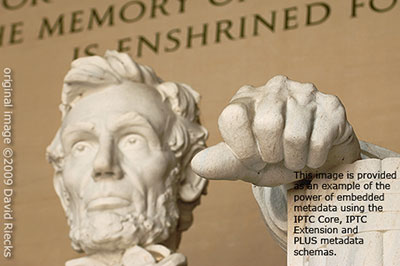 THE MEMORY OF
IS ENSHRINED FO
original image ©2009 David Riecks
This image is provided
as an example of the
power of embedded
metadata using the
IPTC Core, IPTC
Extension and
PLUS metadata
schemas.